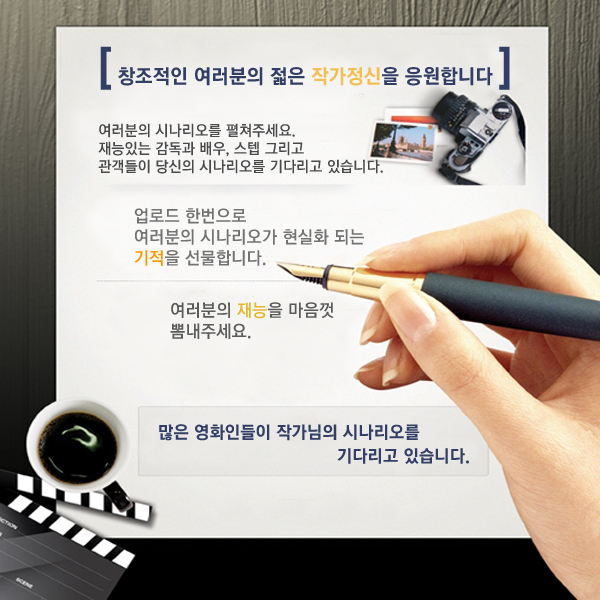 [ 창조적인 여러분의 젊은 작가정신을 응원합니다 ]
여러분의 시나리오를 펼쳐주세요.
재능있는 감독과 배우, 스텝 그리고
관객들이 당신의 시나리오를 기다리고 있습니다.
업로드 한번으로
여러분의 시나리오가 현실화 되는
기적을 선물합니다.
여러분의 재능을 마음껏
뽐내주세요.
많은 영화인들이 작가님의 시나리오를
기다리고 있습니다.
SCENE